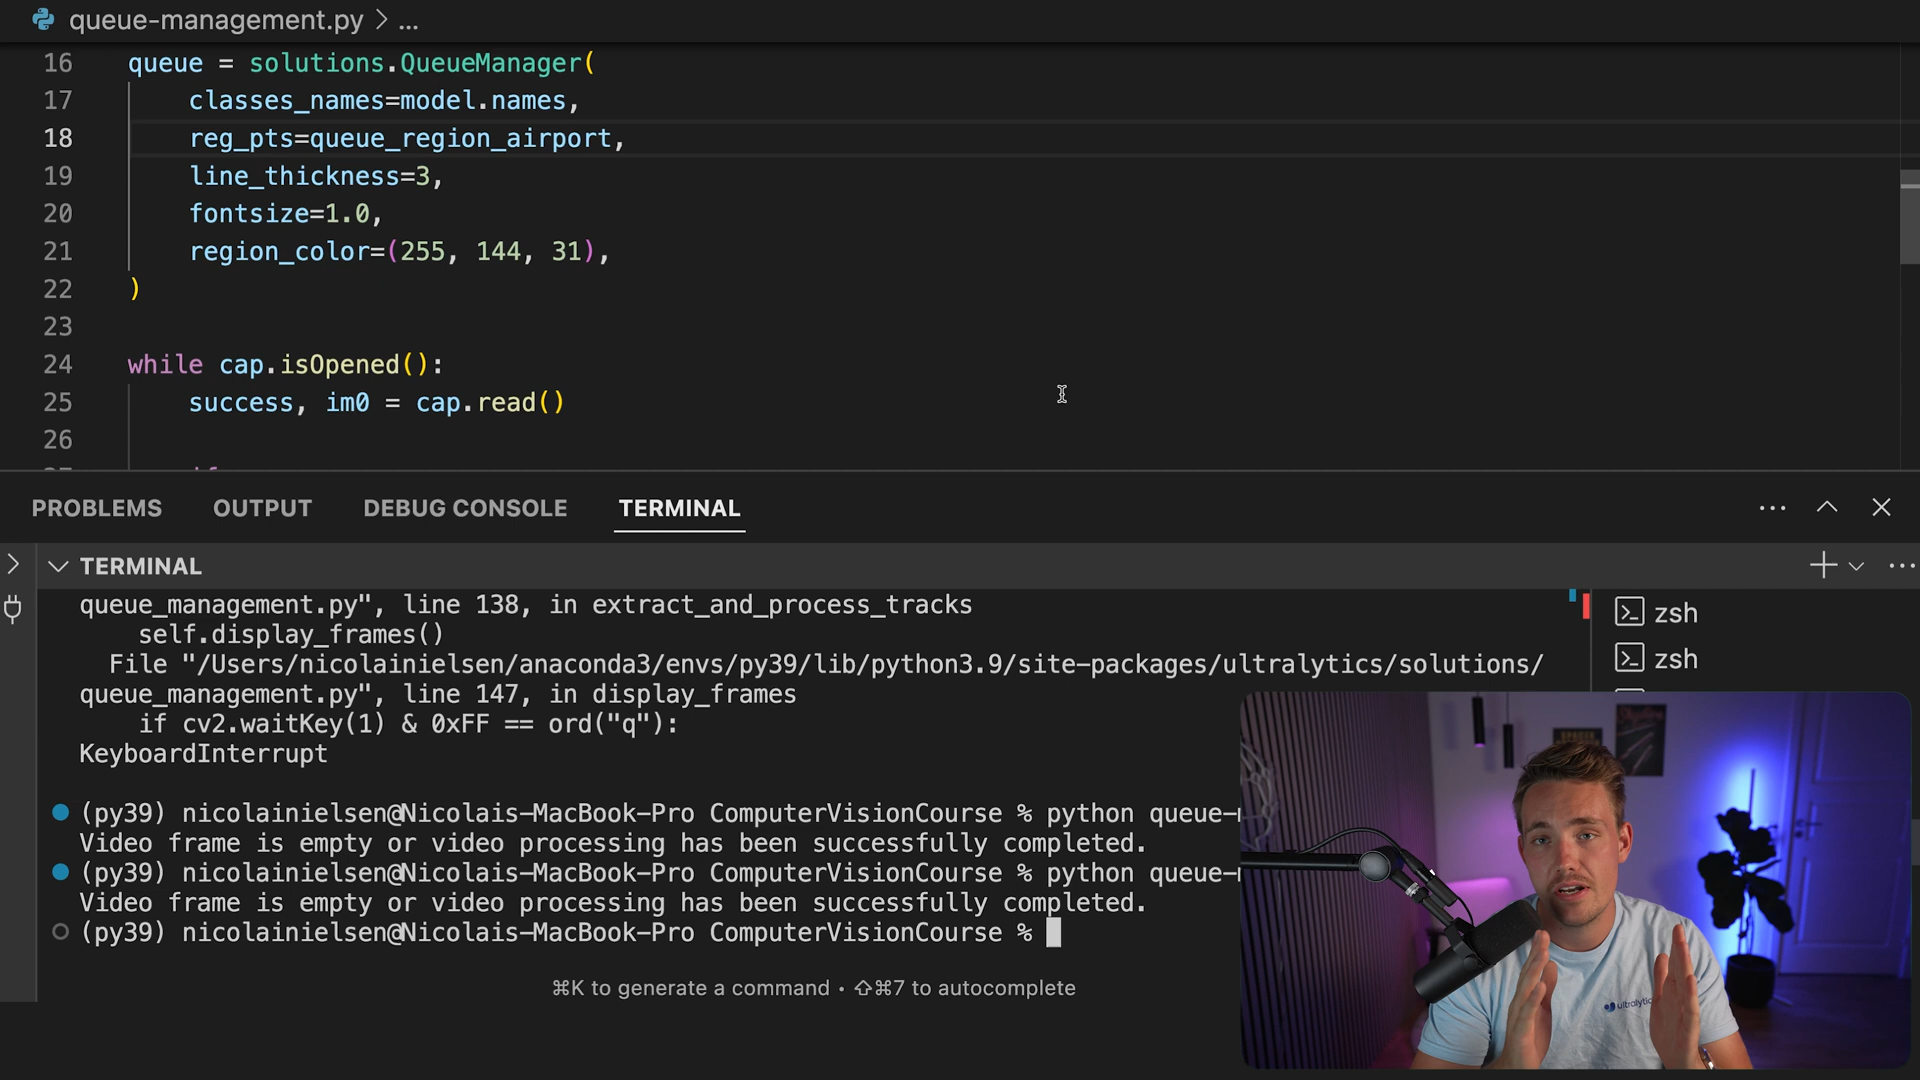 queue-management.py > ...
16 queue = solutions.QueueManager(
17 classes_names=model.names,
18 reg_pts=queue_region_airport,
19 line_thickness=3,
20 fontsize=1.0,
21 region_color=(255, 144, 31),
22 )
23
24 while cap.isOpened():
25 success, im0 = cap.read()
26
PROBLEMS OUTPUT DEBUG CONSOLE TERMINAL
TERMINAL
queue_management.py", line 138, in extract_and_process_tracks
self.display_frames()
File "/Users/nicolainielsen/anaconda3/envs/py39/lib/python3.9/site-packages/ultralytics/solutions/
queue_management.py", line 147, in display_frames
if cv2.waitKey(1) & 0xFF == ord("q"):
KeyboardInterrupt
(py39) nicolainielsen@Nicolais-MacBook-Pro ComputerVisionCourse % python queue-
Video frame is empty or video processing has been successfully completed.
(py39) nicolainielsen@Nicolais-MacBook-Pro ComputerVisionCourse % python queue-
Video frame is empty or video processing has been successfully completed.
(py39) nicolainielsen@Nicolais-MacBook-Pro ComputerVisionCourse %
⌘K to generate a command • ⇧⌘7 to autocomplete
zsh
zsh